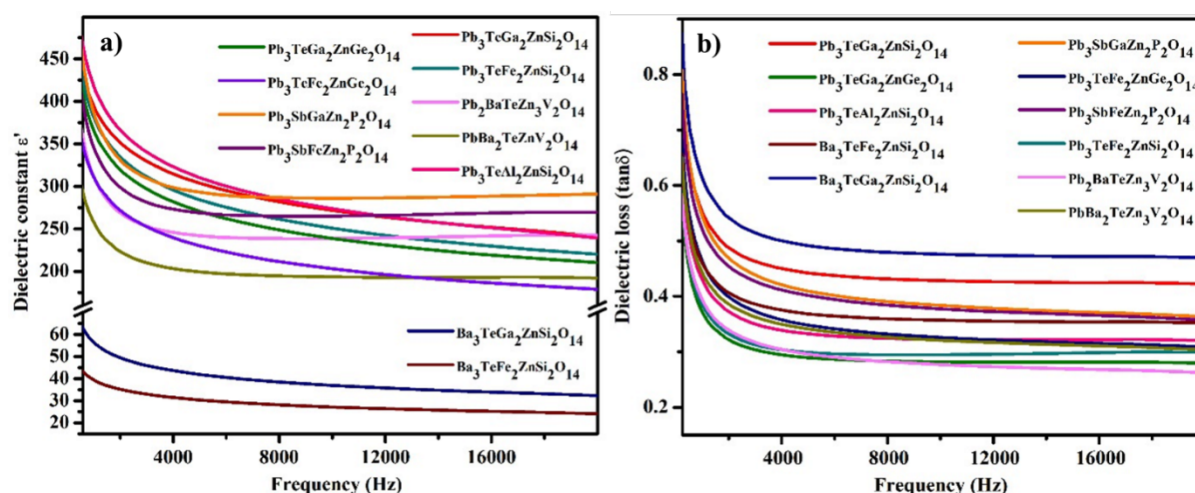 a)
Dielectric constant ε'
450
400
350
300
250
200
60
50
40
30
20
4000
8000
12000
16000
Frequency (Hz)
Pb₃TeGa₂ZnGe₂O₁₄
Pb₃TeFe₂ZnGe₂O₁₄
Pb₃SbGaZn₂P₂O₁₄
Pb₃SbFeZn₂P₂O₁₄
Pb₃TeGa₂ZnSi₂O₁₄
Pb₃TeFe₂ZnSi₂O₁₄
Pb₂BaTeZn₃V₂O₁₄
PbBa₂TeZnV₂O₁₄
Pb₃TeAl₂ZnSi₂O₁₄
Ba₃TeGa₂ZnSi₂O₁₄
Ba₃TeFe₂ZnSi₂O₁₄
b)
Dielectric loss (tanδ)
0.8
0.6
0.4
0.2
4000
8000
12000
16000
Frequency (Hz)
Pb₃TeGa₂ZnSi₂O₁₄
Pb₃TeGa₂ZnGe₂O₁₄
Pb₃TeAl₂ZnSi₂O₁₄
Ba₃TeFe₂ZnSi₂O₁₄
Ba₃TeGa₂ZnSi₂O₁₄
Pb₃SbGaZn₂P₂O₁₄
Pb₃TeFe₂ZnGe₂O₁₄
Pb₃SbFeZn₂P₂O₁₄
Pb₃TeFe₂ZnSi₂O₁₄
Pb₂BaTeZn₃V₂O₁₄
PbBa₂TeZn₃V₂O₁₄